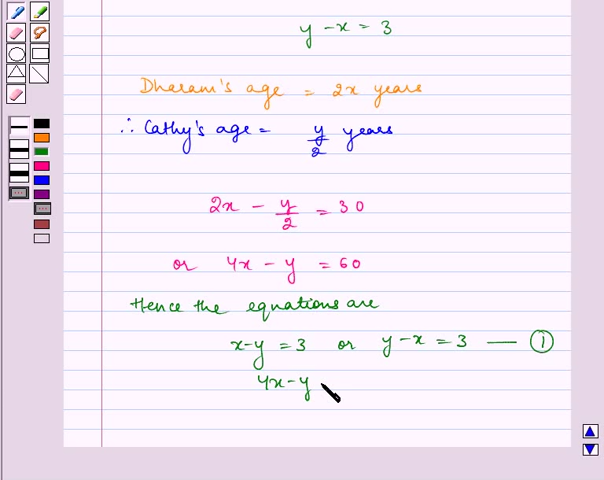 y - x = 3
Dharam's age = 2x years
∴ Cathy's age = y/2 years
2x - y/2 = 30
or 4x - y = 60
Hence the equations are
x - y = 3 or y - x = 3 — ①
4x - y